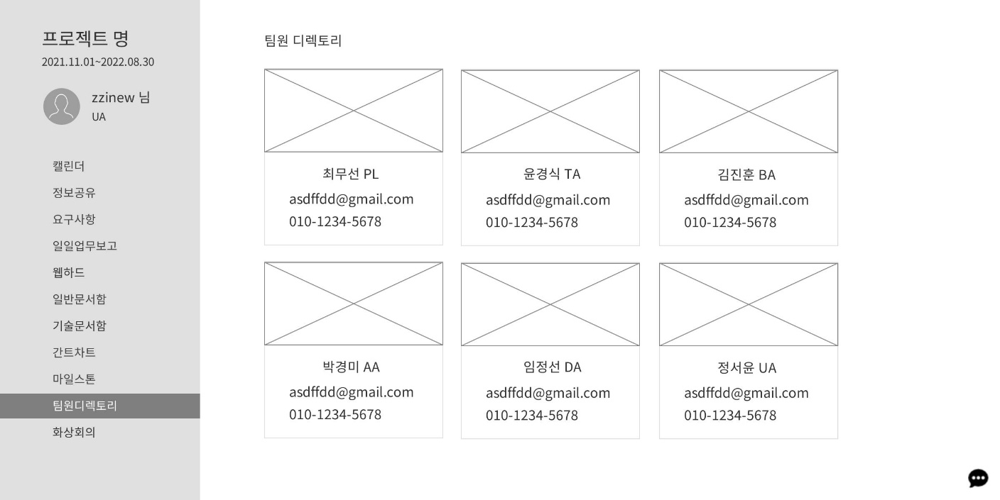 프로젝트 명
2021.11.01~2022.08.30
zzinew 님
UA
캘린더
정보공유
요구사항
일일업무보고
웹하드
일반문서함
기술문서함
간트차트
마일스톤
팀원디렉토리
화상회의
팀원 디렉토리
최무선 PL
asdffdd@gmail.com
010-1234-5678
윤경식 TA
asdffdd@gmail.com
010-1234-5678
김진훈 BA
asdffdd@gmail.com
010-1234-5678
박경미 AA
asdffdd@gmail.com
010-1234-5678
임정선 DA
asdffdd@gmail.com
010-1234-5678
정서윤 UA
asdffdd@gmail.com
010-1234-5678